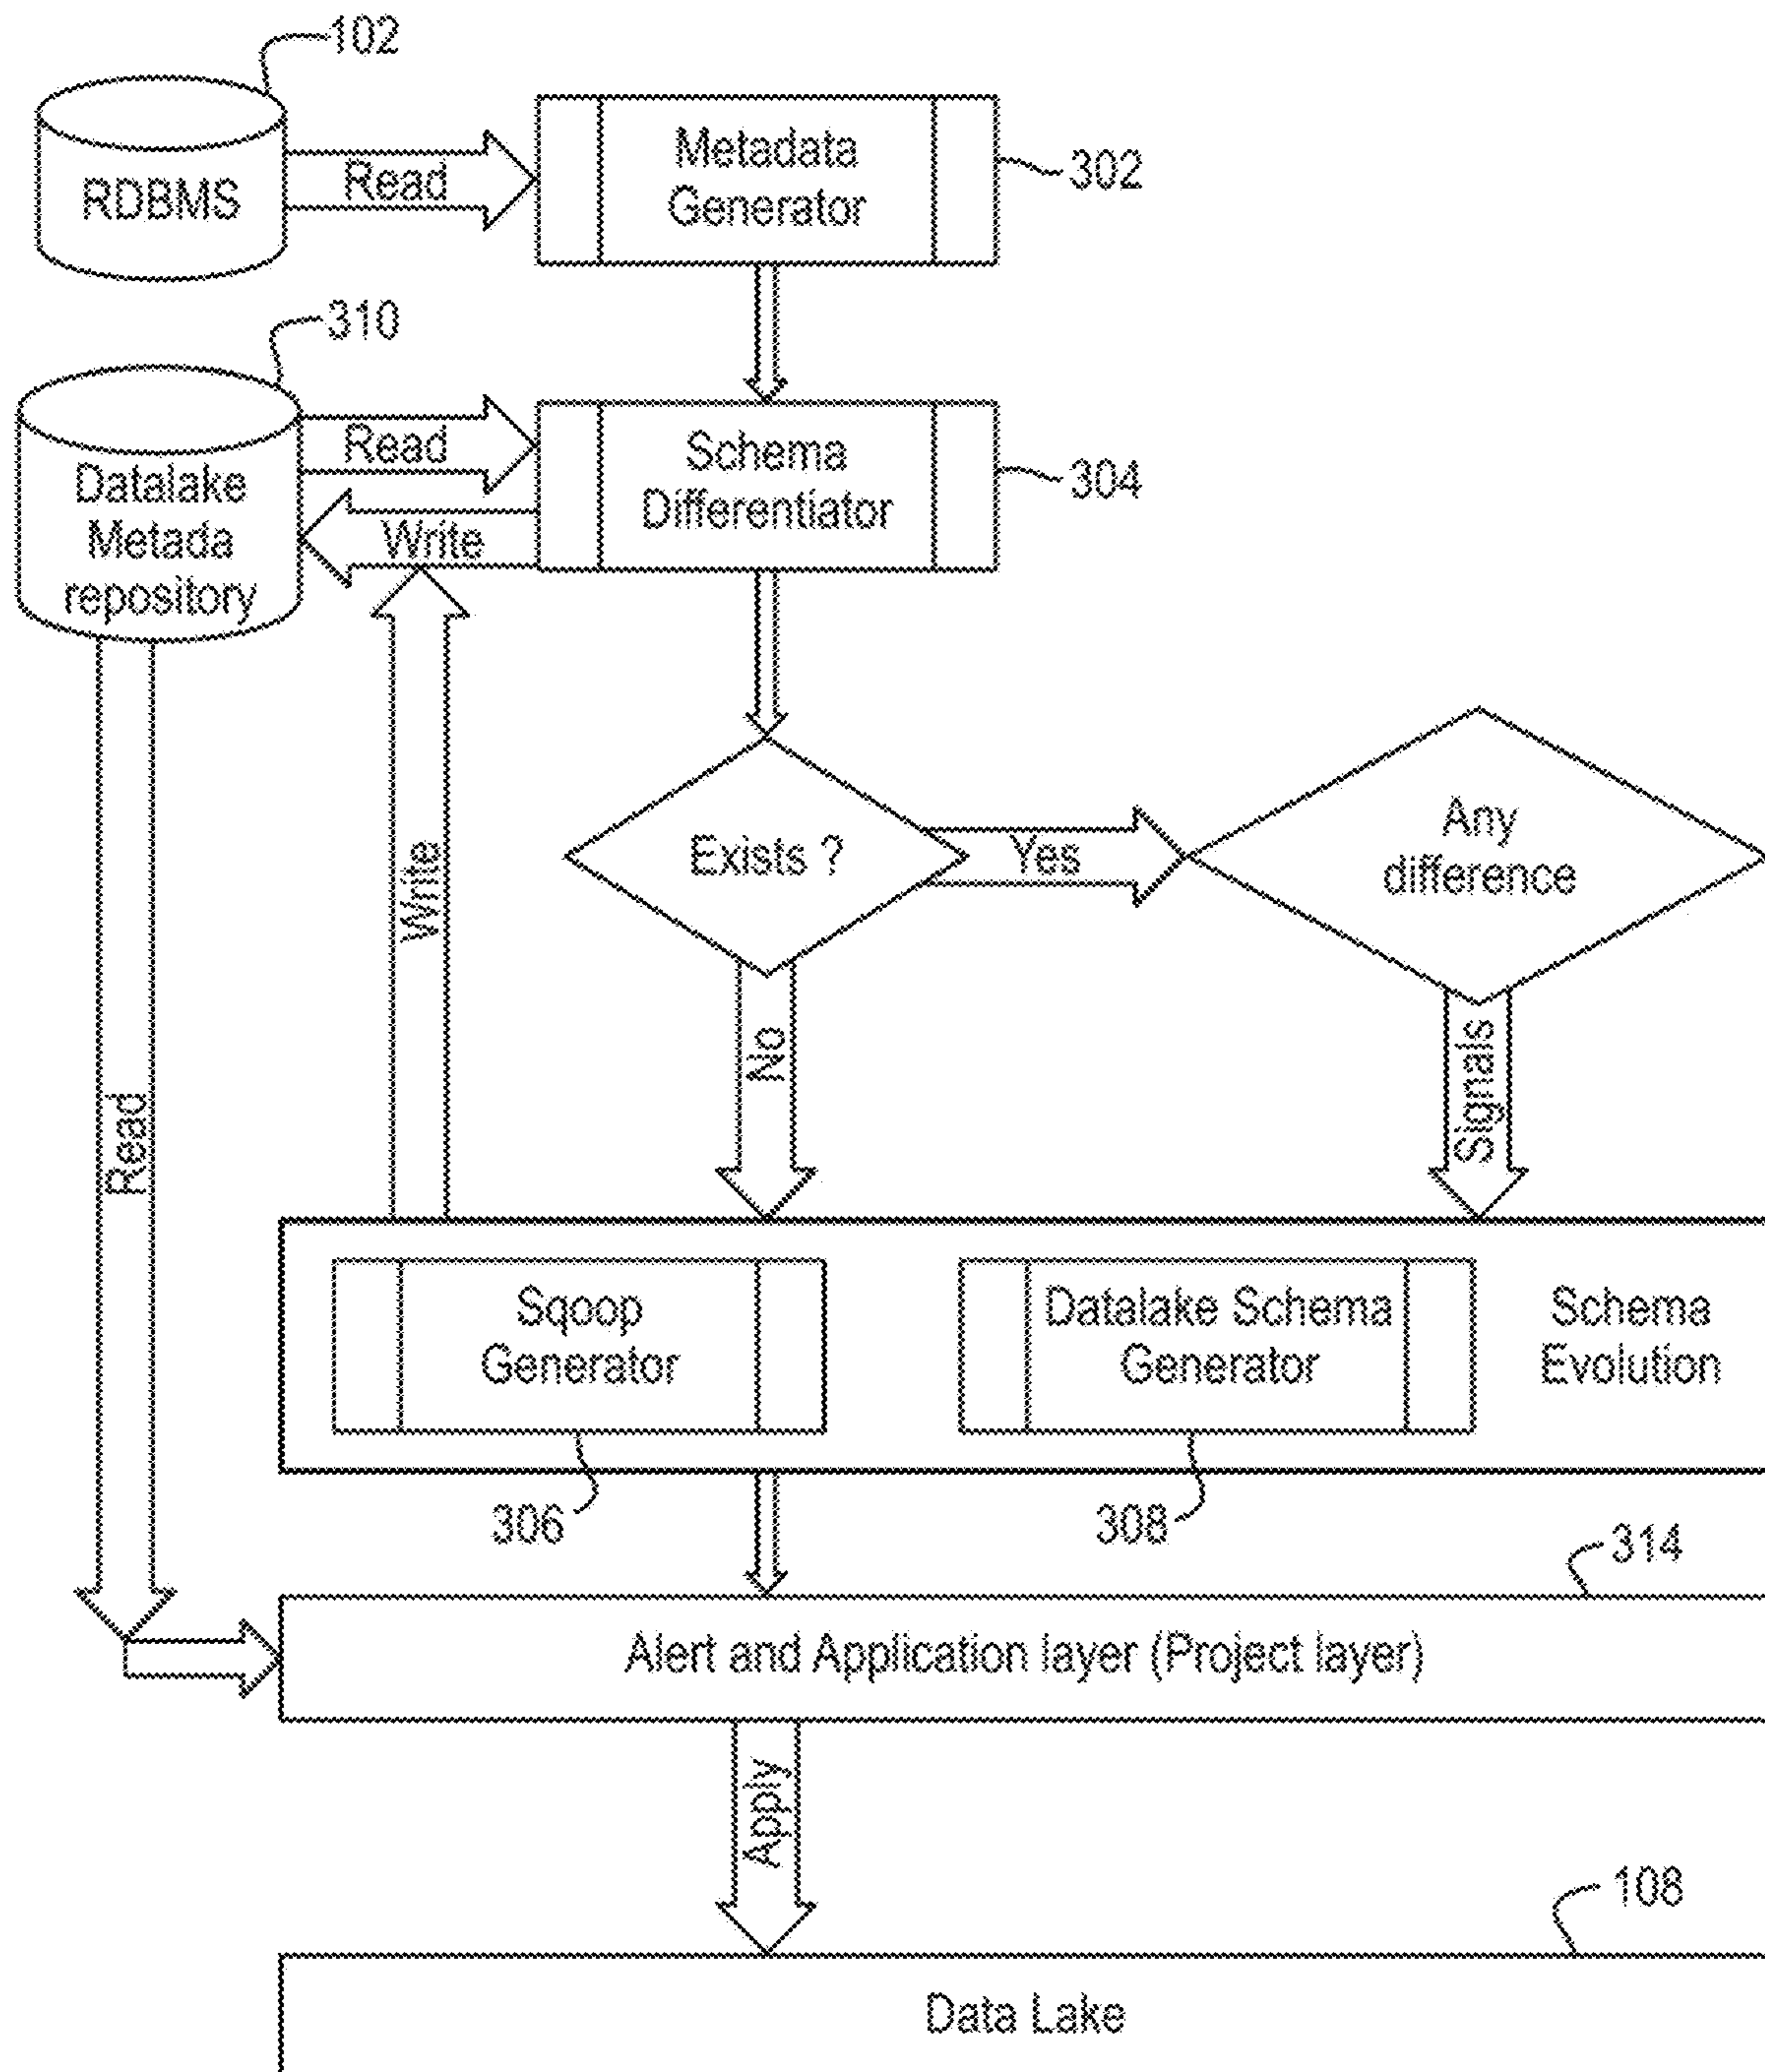 102
RDBMS
Read
Metadata
Generator
302
310
Datalake
Metada
repository
Read
Write
Schema
Differentiator
304
Exists ?
Yes
Any
difference
Write
No
Signals
Read
Sqoop
Generator
Datalake Schema
Generator
Schema
Evolution
306
308
314
Alert and Application layer (Project layer)
Apply
108
Data Lake